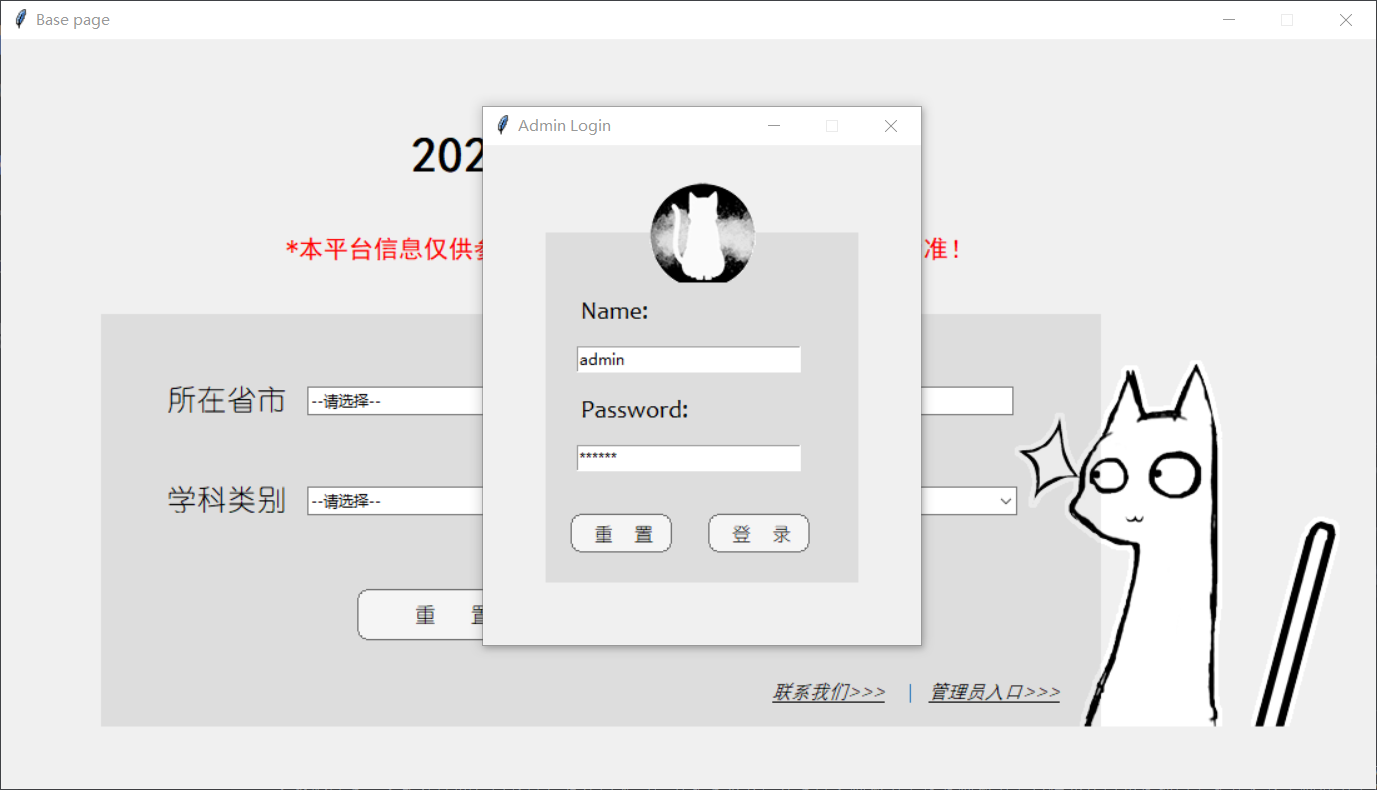 Base page
Admin Login
202
*本平台信息仅供
准！
Name:
admin
Password:
******
重 置
登 录
所在省市
--请选择--
学科类别
--请选择--
重
联系我们>>>
|
管理员入口>>>